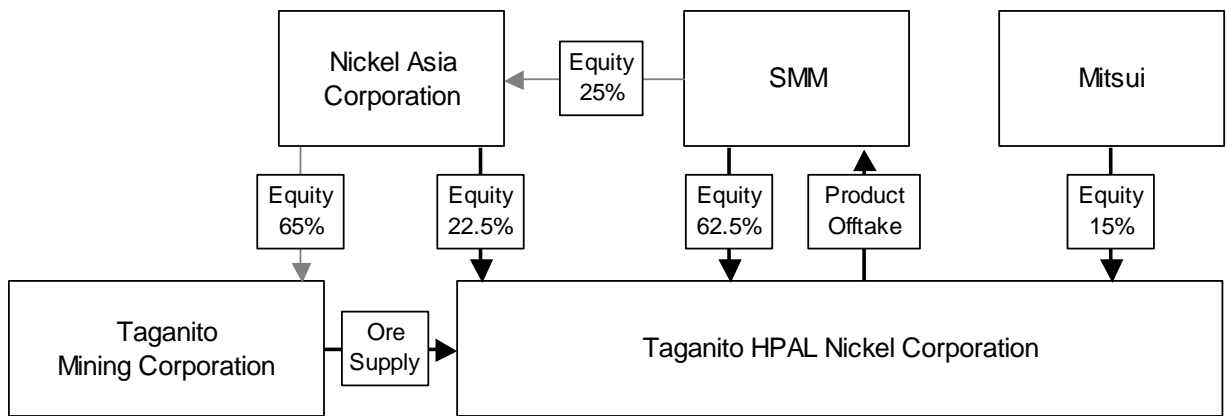 Nickel Asia
Corporation
Equity
25%
SMM
Mitsui
Equity
65%
Equity
22.5%
Equity
62.5%
Product
Offtake
Equity
15%
Taganito
Mining Corporation
Ore
Supply
Taganito HPAL Nickel Corporation